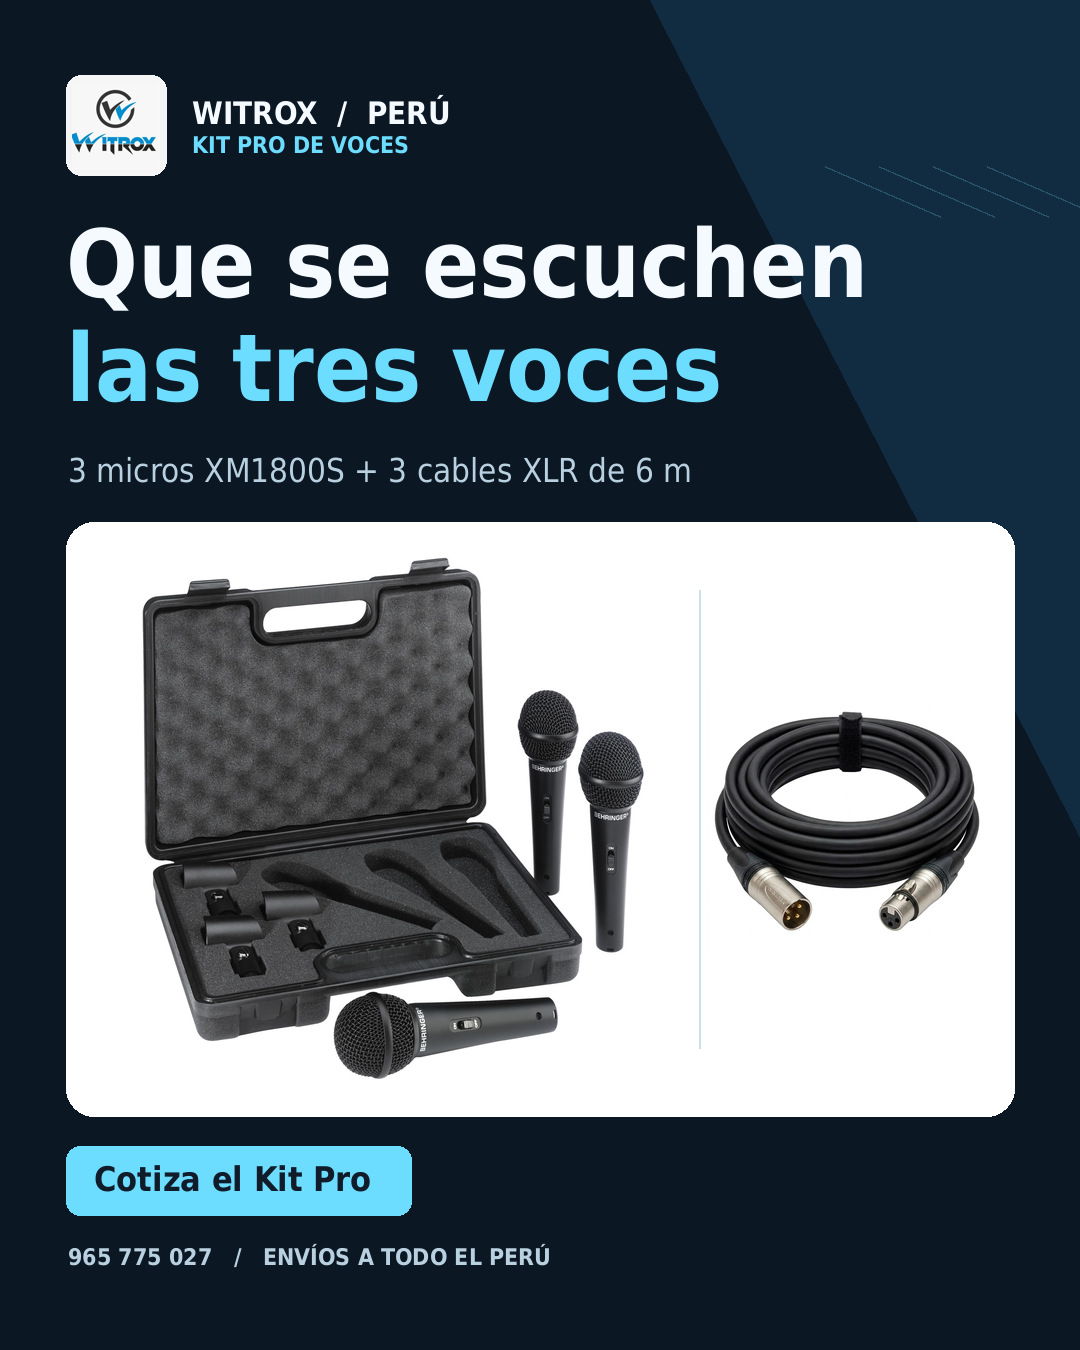 WITROX
WITROX / PERÚ
KIT PRO DE VOCES
Que se escuchen
las tres voces
3 micros XM1800S + 3 cables XLR de 6 m
BEHRINGER
BEHRINGER
BEHRINGER
Cotiza el Kit Pro
965 775 027 / ENVÍOS A TODO EL PERÚ